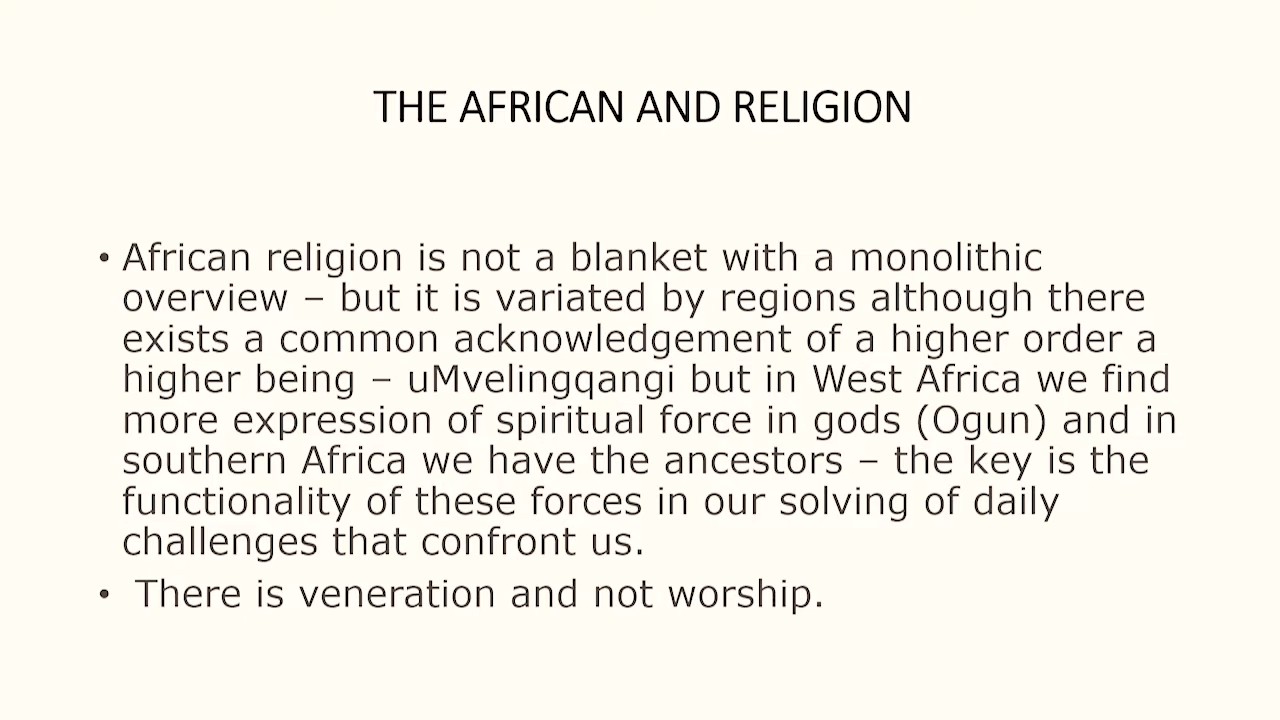 THE AFRICAN AND RELIGION
• African religion is not a blanket with a monolithic
overview – but it is variated by regions although there
exists a common acknowledgement of a higher order a
higher being – uMvelingqangi but in West Africa we find
more expression of spiritual force in gods (Ogun) and in
southern Africa we have the ancestors – the key is the
functionality of these forces in our solving of daily
challenges that confront us.
• There is veneration and not worship.